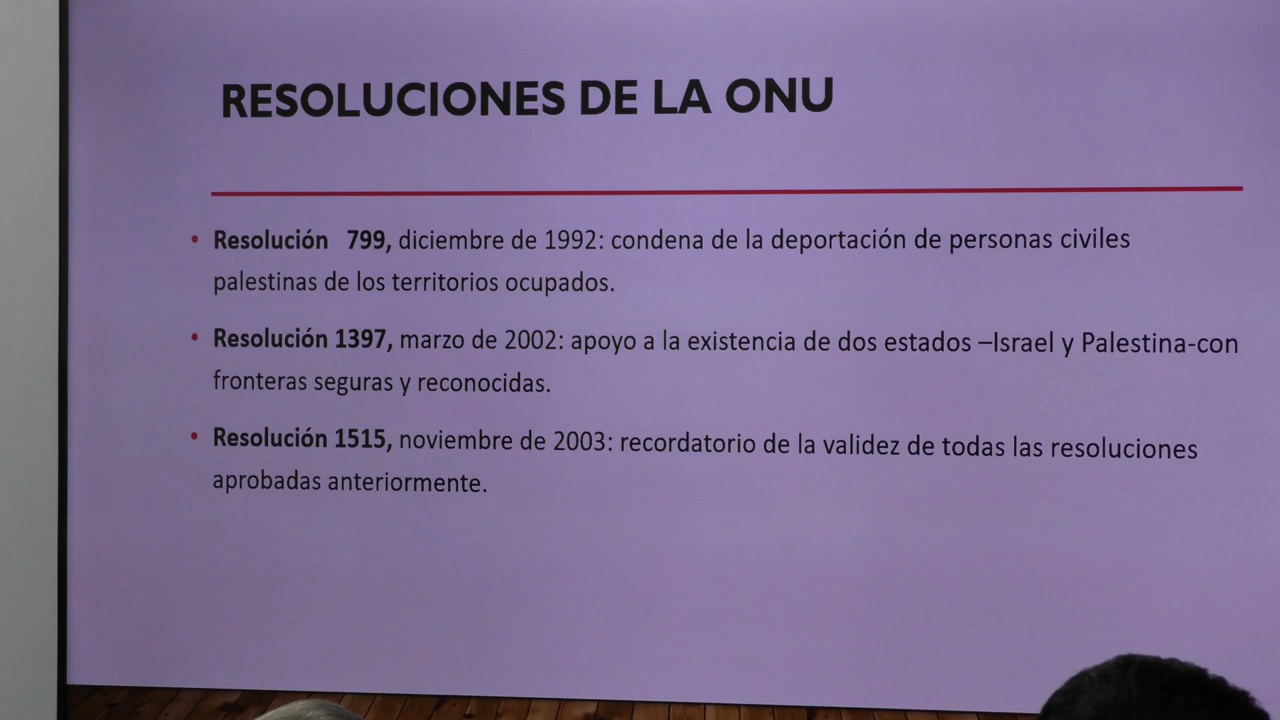 RESOLUCIONES DE LA ONU
• Resolución 799, diciembre de 1992: condena de la deportación de personas civiles
palestinas de los territorios ocupados.
• Resolución 1397, marzo de 2002: apoyo a la existencia de dos estados –Israel y Palestina-con
fronteras seguras y reconocidas.
• Resolución 1515, noviembre de 2003: recordatorio de la validez de todas las resoluciones
aprobadas anteriormente.